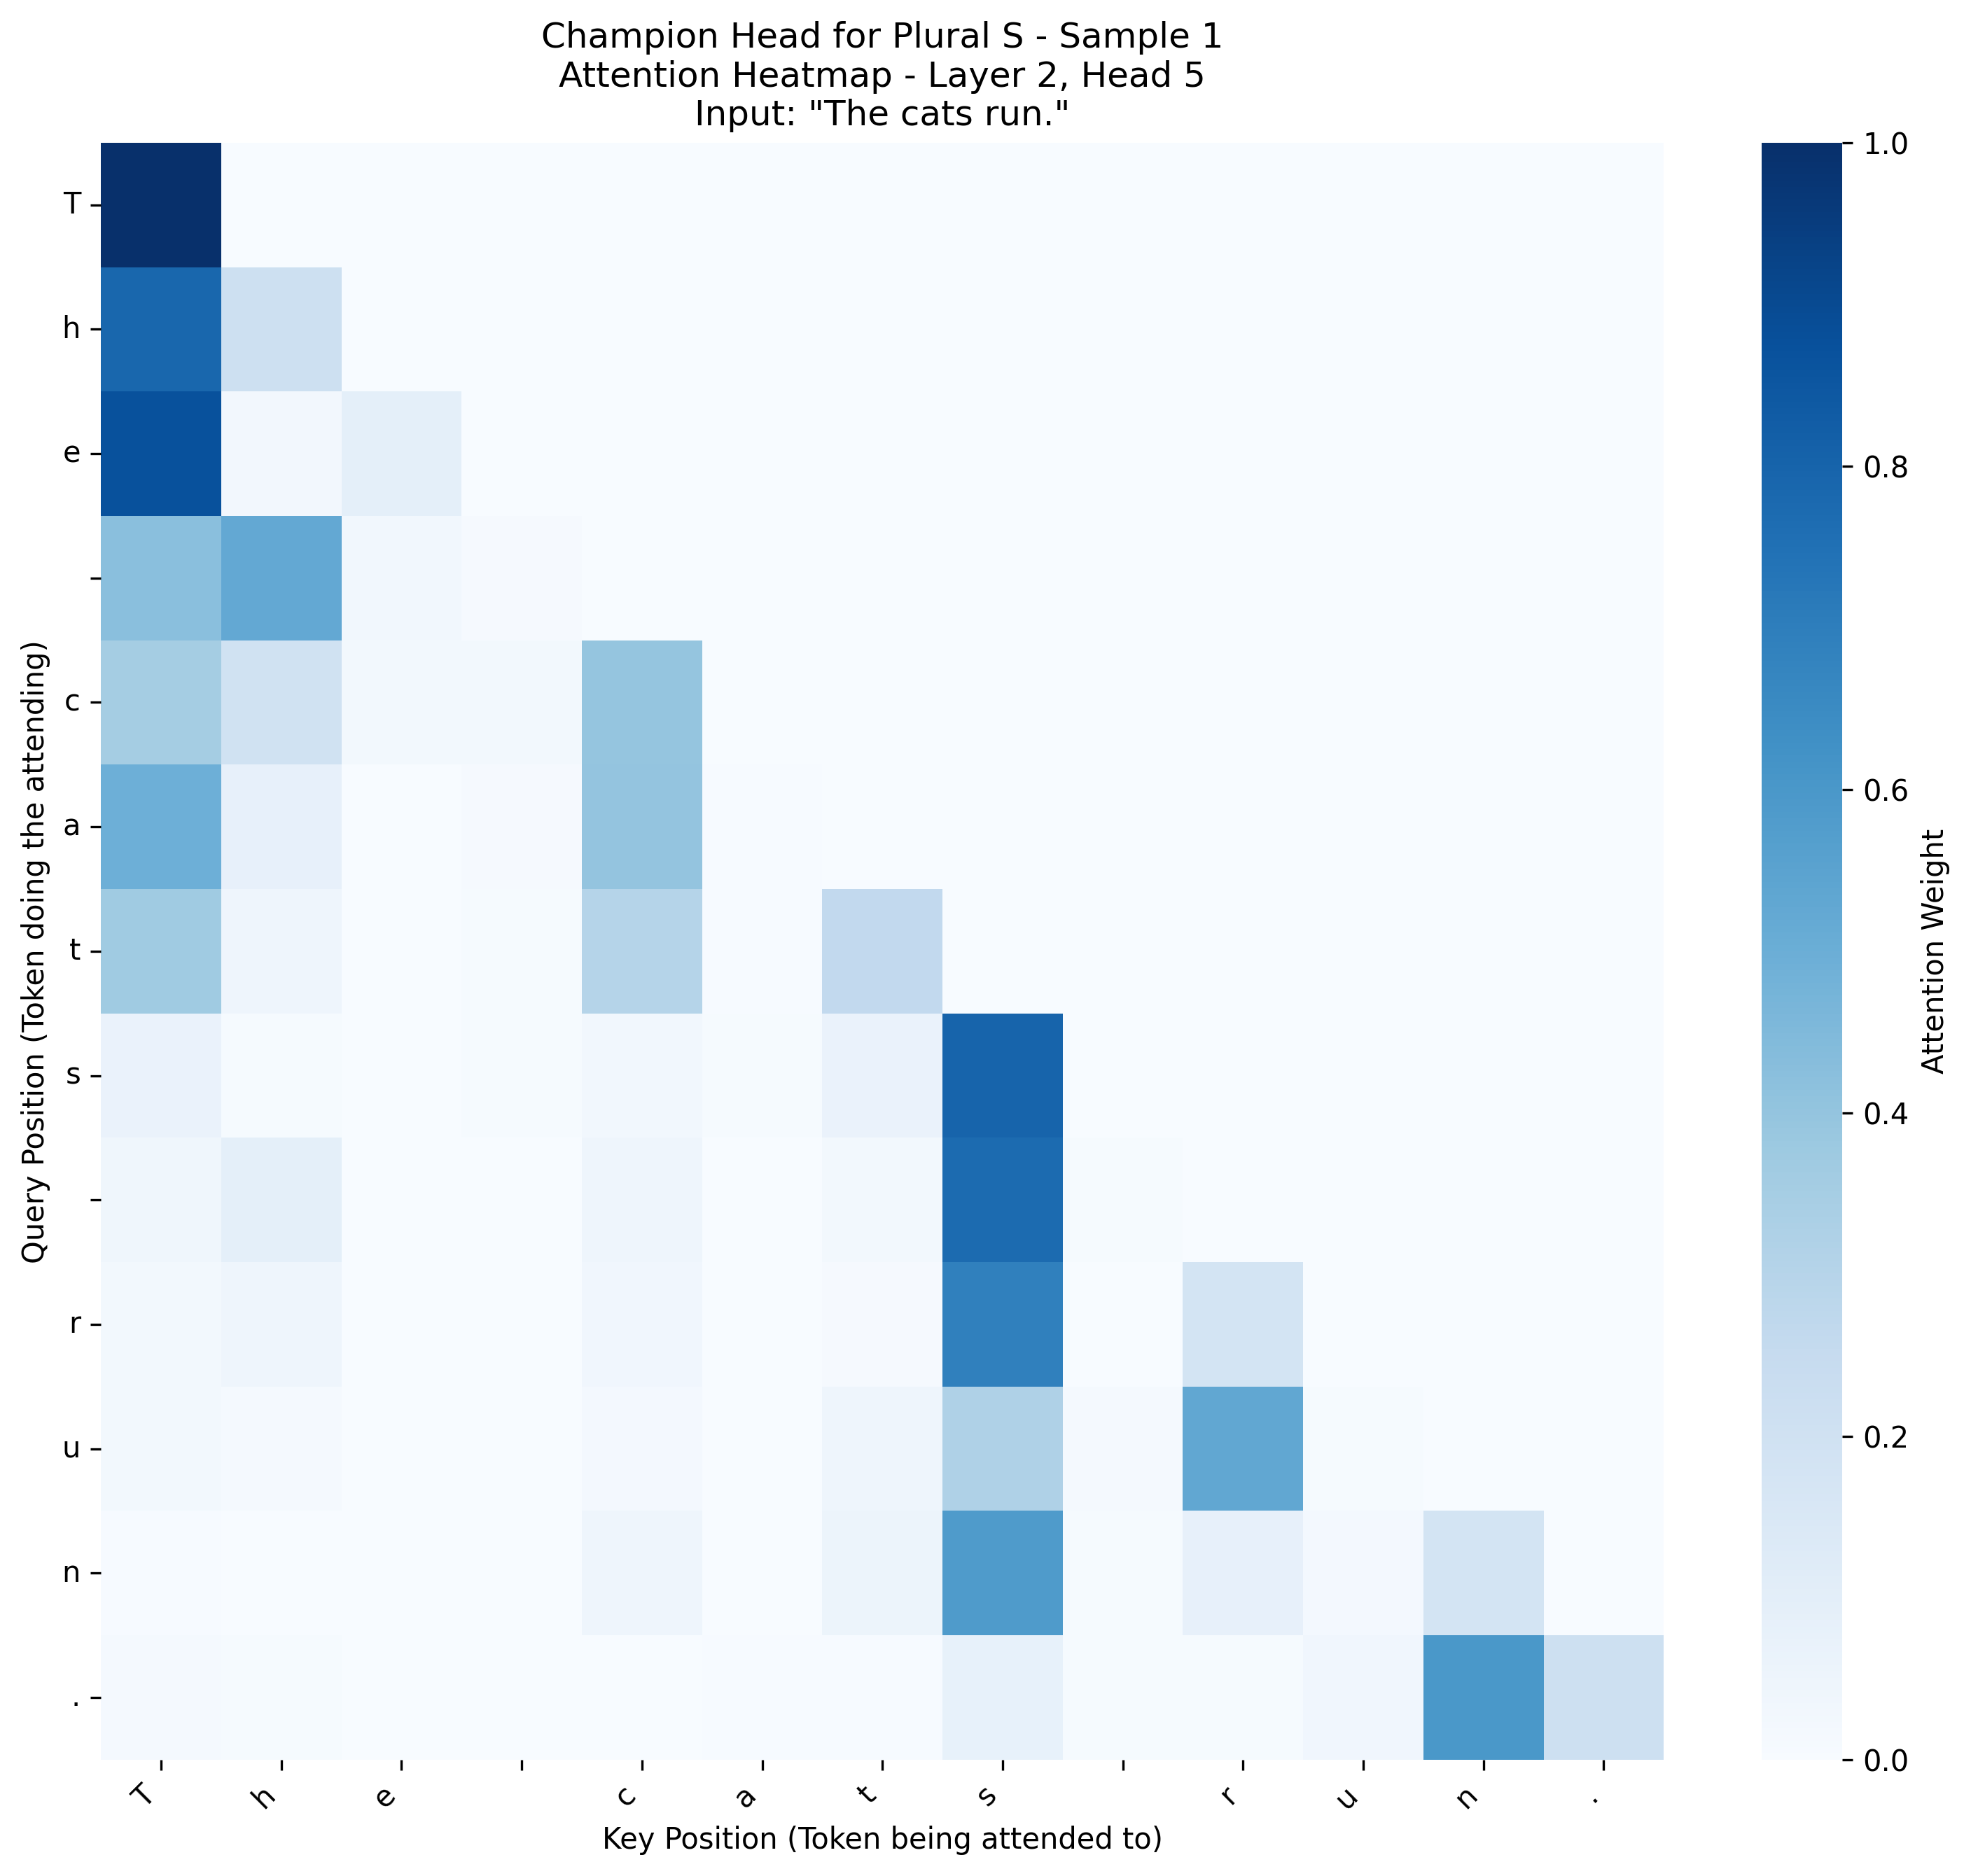 Champion Head for Plural S - Sample 1
Attention Heatmap - Layer 2, Head 5
Input: "The cats run."
Query Position (Token doing the attending)
T
h
e
c
a
t
s
r
u
n
.
T h e c a t s r u n .
Key Position (Token being attended to)
1.0
0.8
0.6
0.4
0.2
0.0
Attention Weight